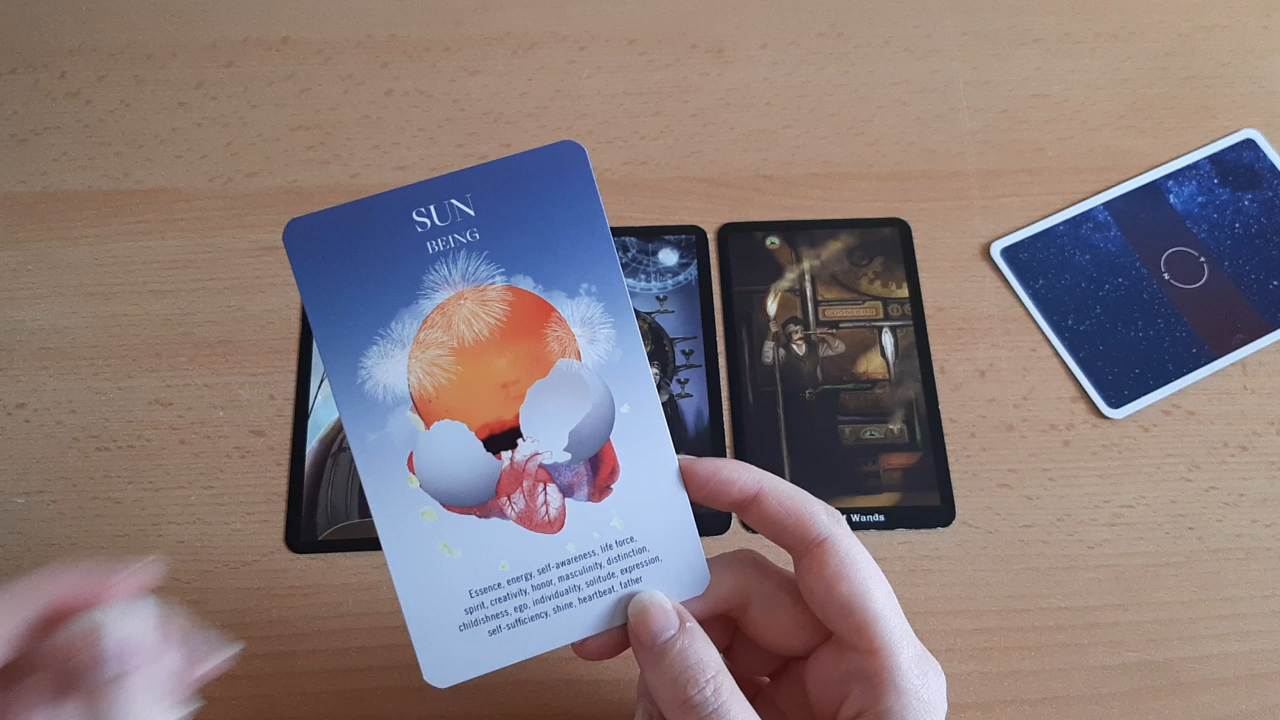 SUN
BEING
Essence, energy, self-awareness, life force,
spirit, creativity, honor, masculinity, distinction,
childishness, ego, individuality, solitude, expression,
self-sufficiency, shine, heartbeat, father
Wands